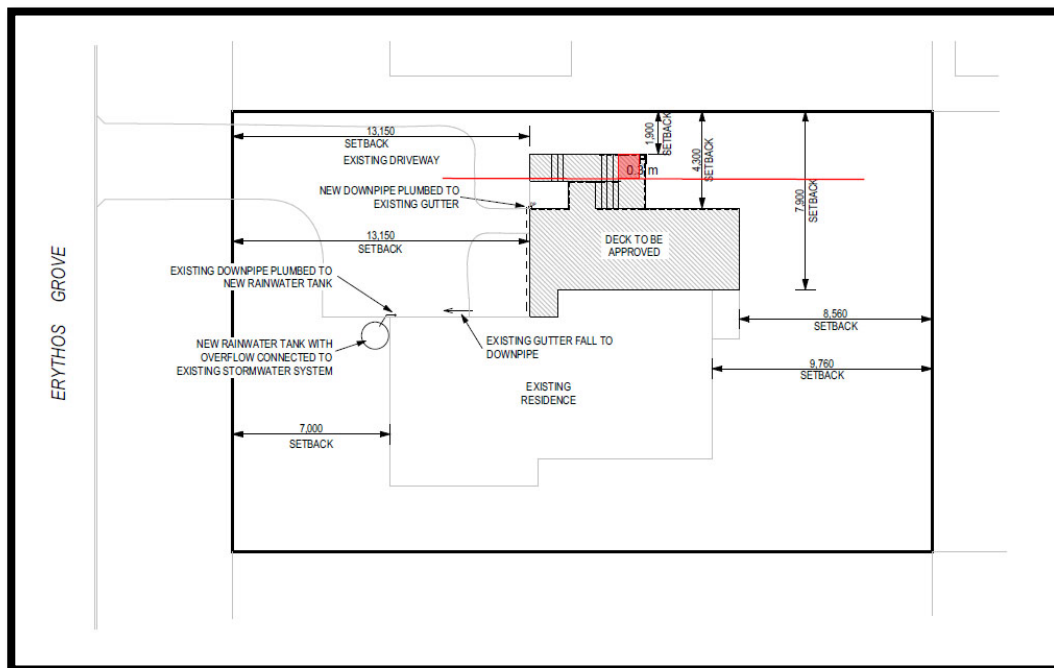 13,150
SETBACK
EXISTING DRIVEWAY
1,900
SETBACK
4,300
SETBACK
7,900
SETBACK
m
NEW DOWNPIPE PLUMBED TO
EXISTING GUTTER
13,150
SETBACK
DECK TO BE
APPROVED
ERYTHOS GROVE
EXISTING DOWNPIPE PLUMBED TO
NEW RAINWATER TANK
8,560
SETBACK
NEW RAINWATER TANK WITH
OVERFLOW CONNECTED TO
EXISTING STORMWATER SYSTEM
EXISTING GUTTER FALL TO
DOWNPIPE
9,760
SETBACK
EXISTING
RESIDENCE
7,000
SETBACK